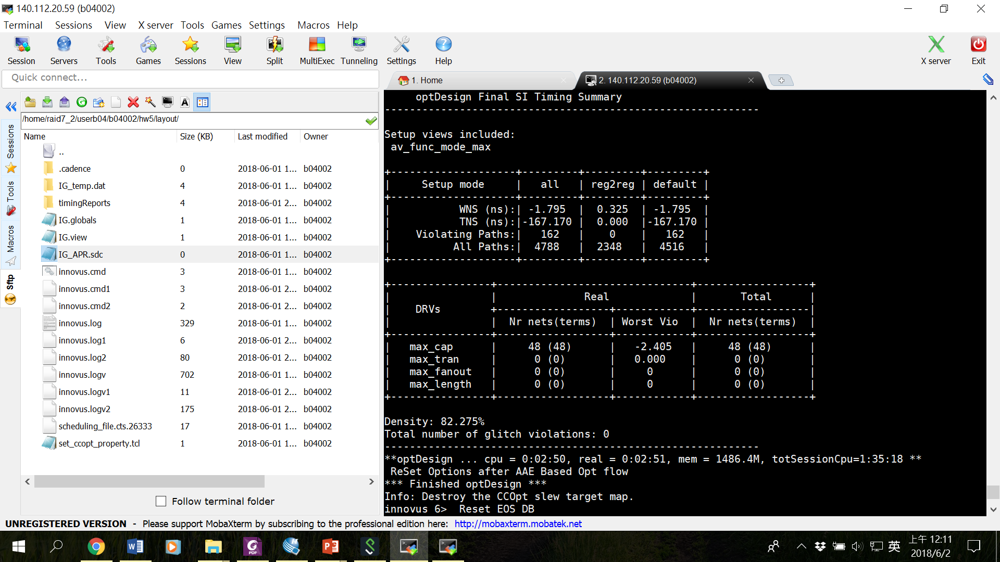 140.112.20.59 (b04002)
Terminal Sessions View X server Tools Games Settings Macros Help
Session Servers Tools Games Sessions View Split MultiExec Tunneling Settings Help X server Exit
Quick connect...
1. Home
2. 140.112.20.59 (b04002)
/home/raid7_2/userb04/b04002/hw5/layout/
Sessions
Tools
Macros
Sftp
Name Size (KB) Last modified Owner
..
.cadence 0 2018-06-01 1... b04002
IG_temp.dat 4 2018-06-01 1... b04002
timingReports 4 2018-06-01 2... b04002
IG.globals 1 2018-06-01 1... b04002
IG.view 1 2018-06-01 1... b04002
IG_APR.sdc 0 2018-06-01 1... b04002
innovus.cmd 3 2018-06-01 1... b04002
innovus.cmd1 3 2018-06-01 2... b04002
innovus.cmd2 2 2018-06-01 2... b04002
innovus.log 329 2018-06-01 1... b04002
innovus.log1 6 2018-06-01 2... b04002
innovus.log2 80 2018-06-01 2... b04002
innovus.logv 702 2018-06-01 1... b04002
innovus.logv1 11 2018-06-01 2... b04002
innovus.logv2 175 2018-06-01 2... b04002
scheduling_file.cts.26333 17 2018-06-01 2... b04002
set_ccopt_property.tcl 1 2018-06-01 1... b04002
Follow terminal folder
optDesign Final SI Timing Summary
------------------------------------------------------------
Setup views included:
av_func_mode_max
+--------------------+---------+---------+---------+
| Setup mode | all | reg2reg | default |
+--------------------+---------+---------+---------+
| WNS (ns):| -1.795 | 0.325 | -1.795 |
| TNS (ns):|-167.170 | 0.000 |-167.170 |
| Violating Paths:| 162 | 0 | 162 |
| All Paths:| 4788 | 2348 | 4516 |
+--------------------+---------+---------+---------+
+----------------+-------------------------------+------------------+
| | Real | Total |
| DRVs +------------------+------------+------------------|
| | Nr nets(terms) | Worst Vio | Nr nets(terms) |
+----------------+------------------+------------+------------------+
| max_cap | 48 (48) | -2.405 | 48 (48) |
| max_tran | 0 (0) | 0.000 | 0 (0) |
| max_fanout | 0 (0) | 0 | 0 (0) |
| max_length | 0 (0) | 0 | 0 (0) |
+----------------+------------------+------------+------------------+
Density: 82.275%
Total number of glitch violations: 0
------------------------------------------------------------
**optDesign ... cpu = 0:02:50, real = 0:02:51, mem = 1486.4M, totSessionCpu=1:35:18 **
ReSet Options after AAE Based Opt flow
*** Finished optDesign ***
Info: Destroy the CCOpt slew target map.
innovus 6> Reset EOS DB
UNREGISTERED VERSION - Please support MobaXterm by subscribing to the professional edition here: http://mobaxterm.mobatek.net
PDF
英
上午 12:11
2018/6/2